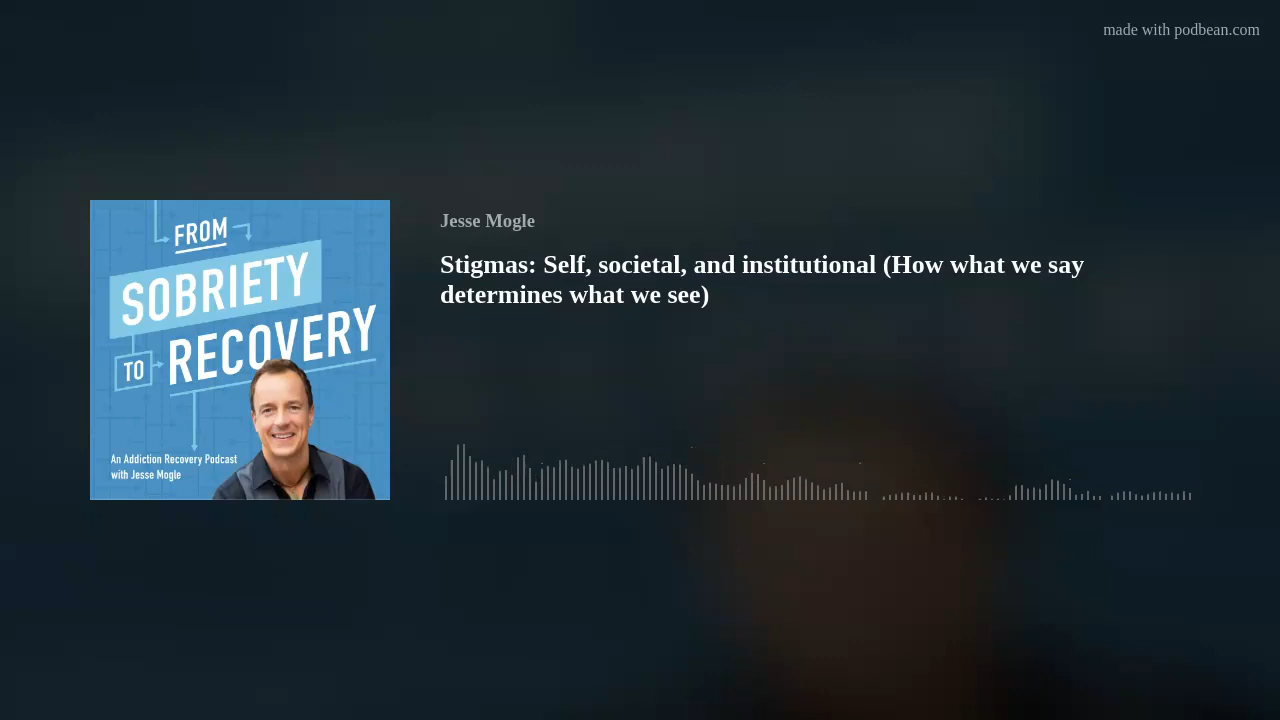 made with podbean.com
FROM
SOBRIETY
TO
RECOVERY
An Addiction Recovery Podcast
with Jesse Mogle
Jesse Mogle
Stigmas: Self, societal, and institutional (How what we say
determines what we see)